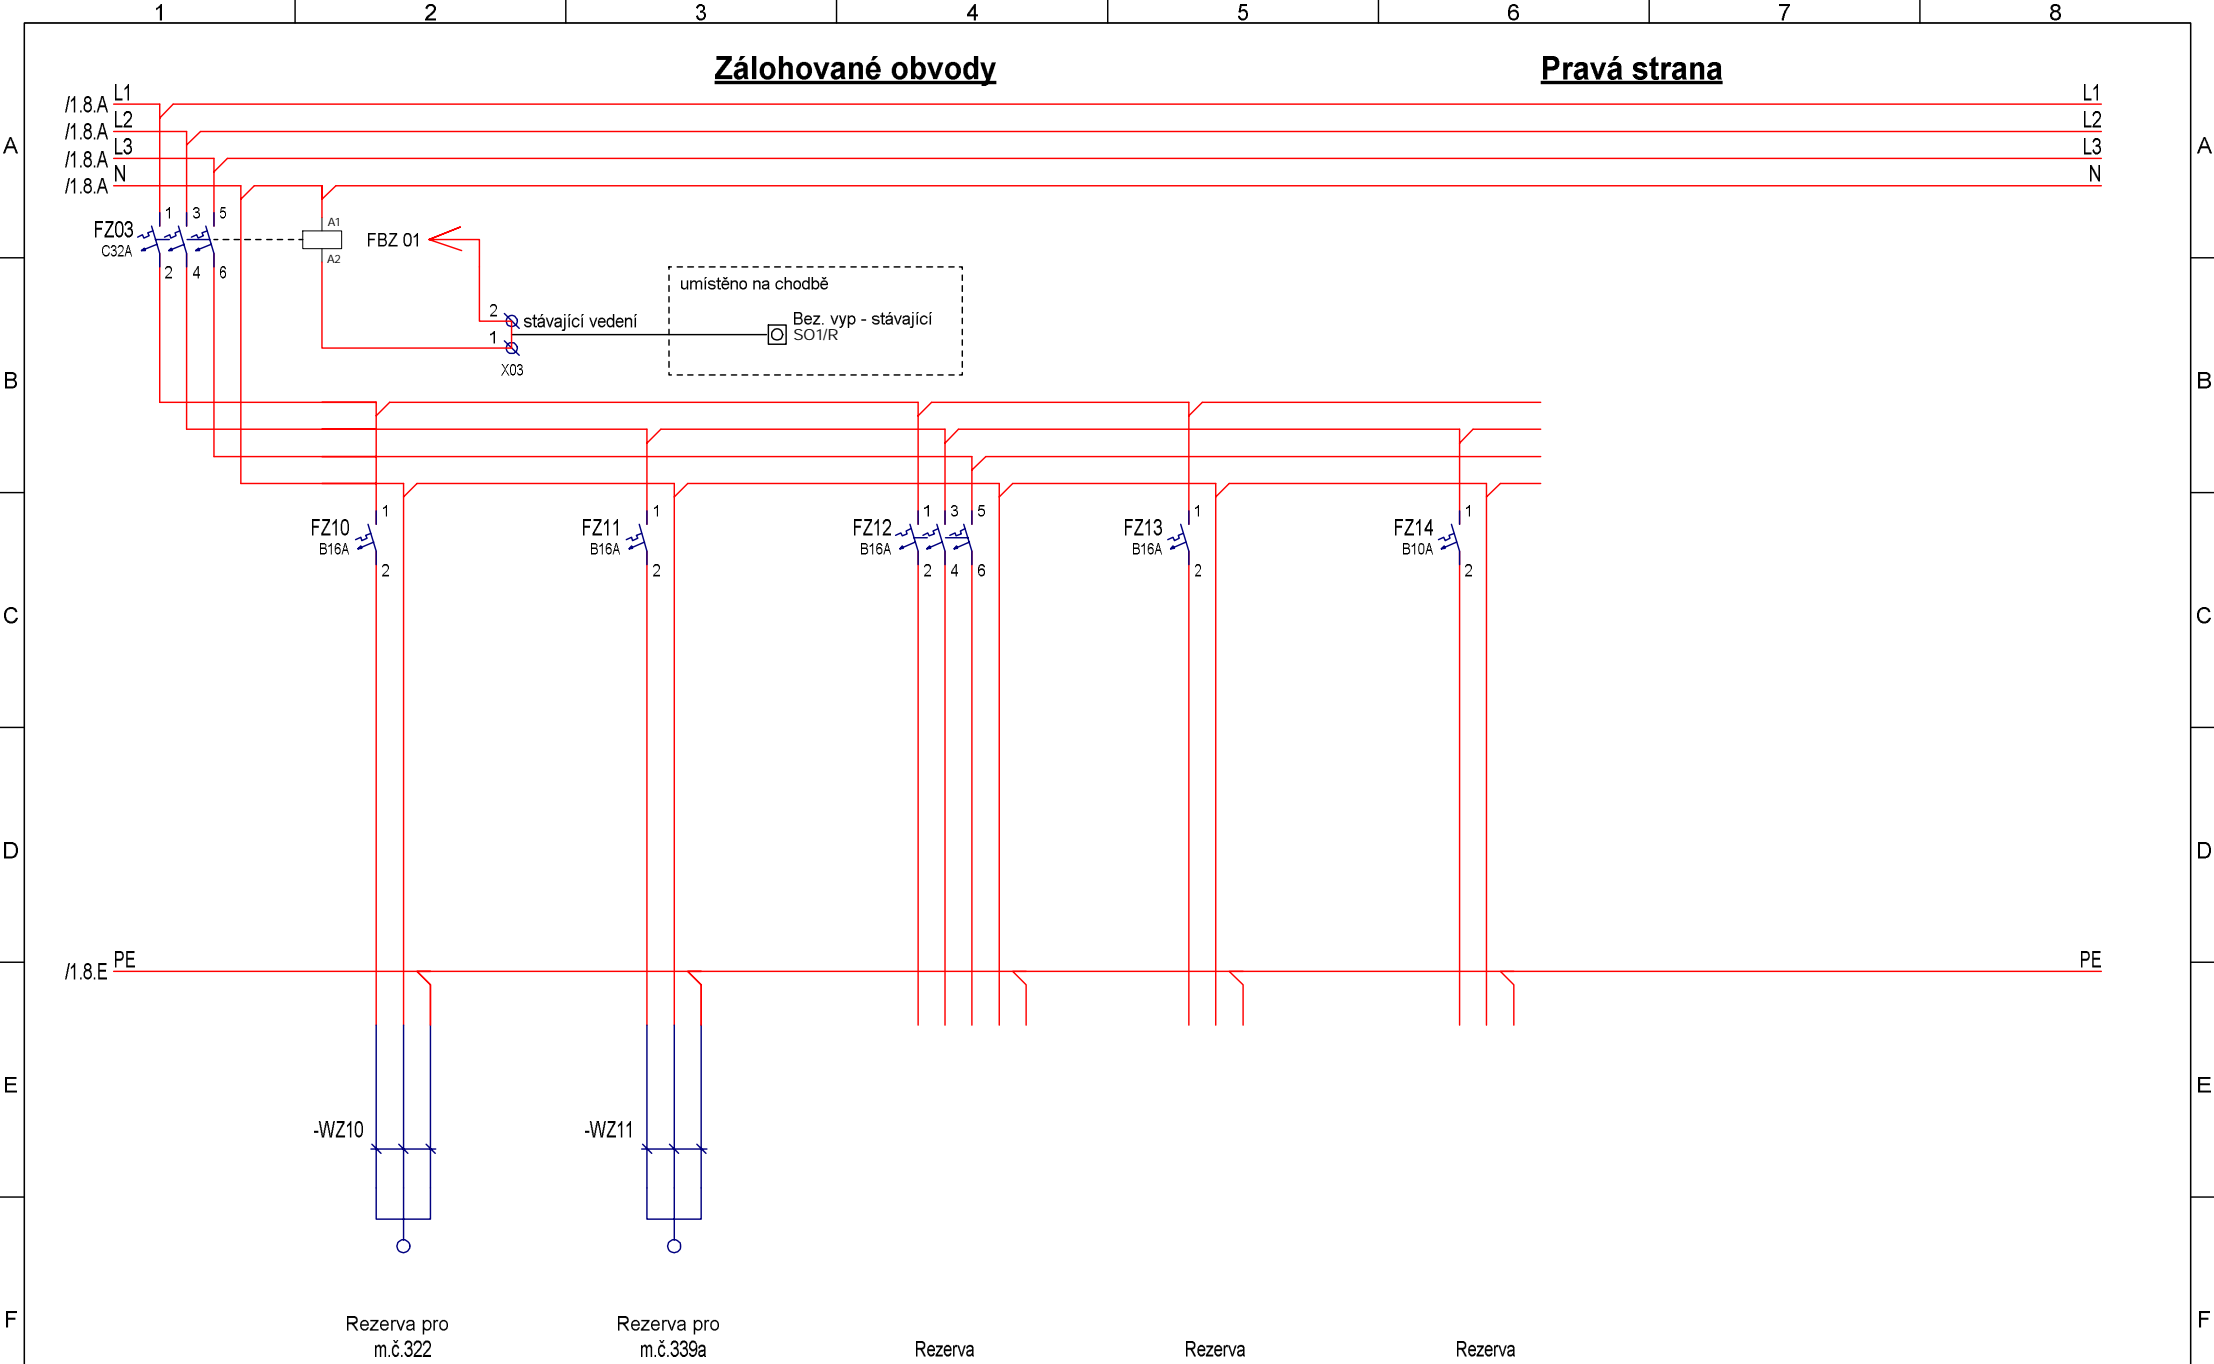 1 2 3 4 5 6 7 8
Zálohované obvody Pravá strana
/1.8.A L1 L1
/1.8.A L2 L2
/1.8.A L3 L3
/1.8.A N N
A A
1 3 5 A1
FZ03 FBZ 01
C32A
2 4 6 A2
umístěno na chodbě
2 stávající vedení Bez. vyp - stávající
1 SO1/R
X03
B B
1 1 1 3 5 1 1
FZ10 FZ11 FZ12 FZ13 FZ14
B16A B16A B16A B16A B10A
2 2 2 4 6 2 2
C C
D D
/1.8.E PE PE
E E
-WZ10 -WZ11
F F
Rezerva pro Rezerva pro
m.č.322 m.č.339a Rezerva Rezerva Rezerva